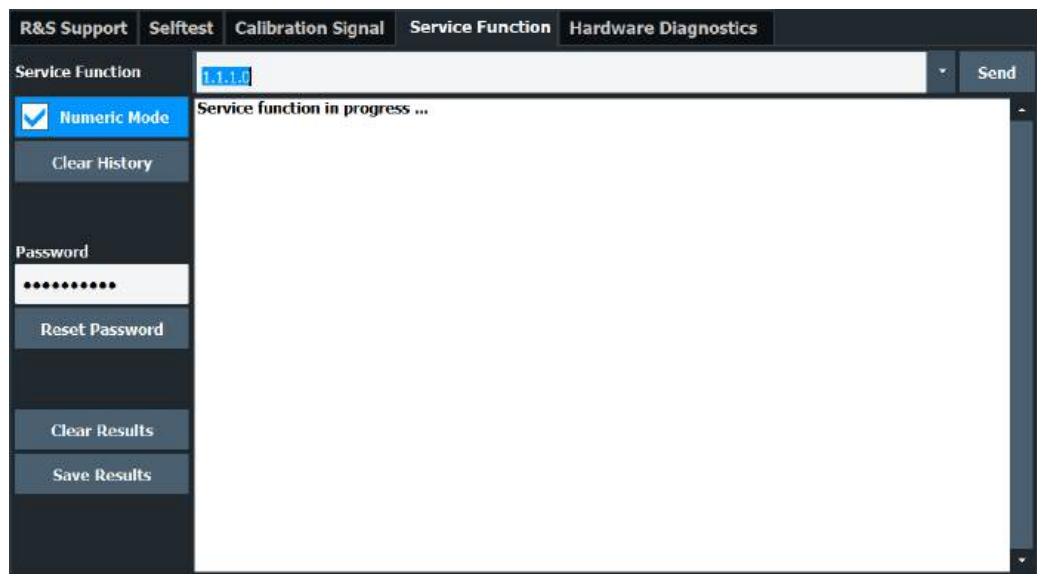 R&S Support Selftest Calibration Signal Service Function Hardware Diagnostics
Service Function 1.1.1.0 Send
Numeric Mode
Service function in progress ...
Clear History
Password
••••••••••
Reset Password
Clear Results
Save Results